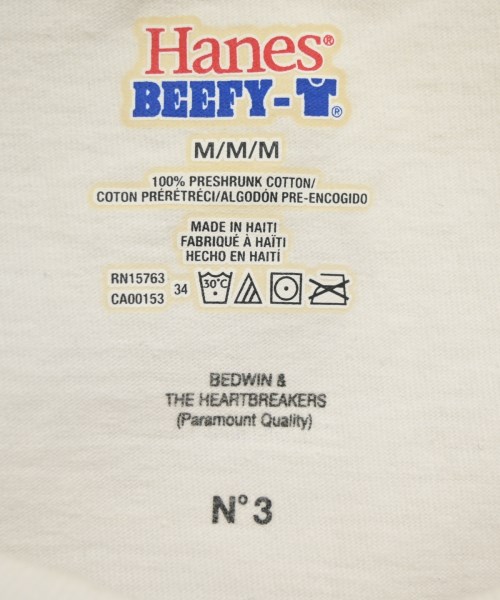 Hanes®
BEEFY-T®
M/M/M
100% PRESHRUNK COTTON/
COTON PRÉRÉTRÉCI/ALGODÓN PRE-ENCOGIDO
MADE IN HAITI
FABRIQUÉ À HAÏTI
HECHO EN HAITÍ
RN15763
CA00153
34
30°C
BEDWIN &
THE HEARTBREAKERS
(Paramount Quality)
N° 3